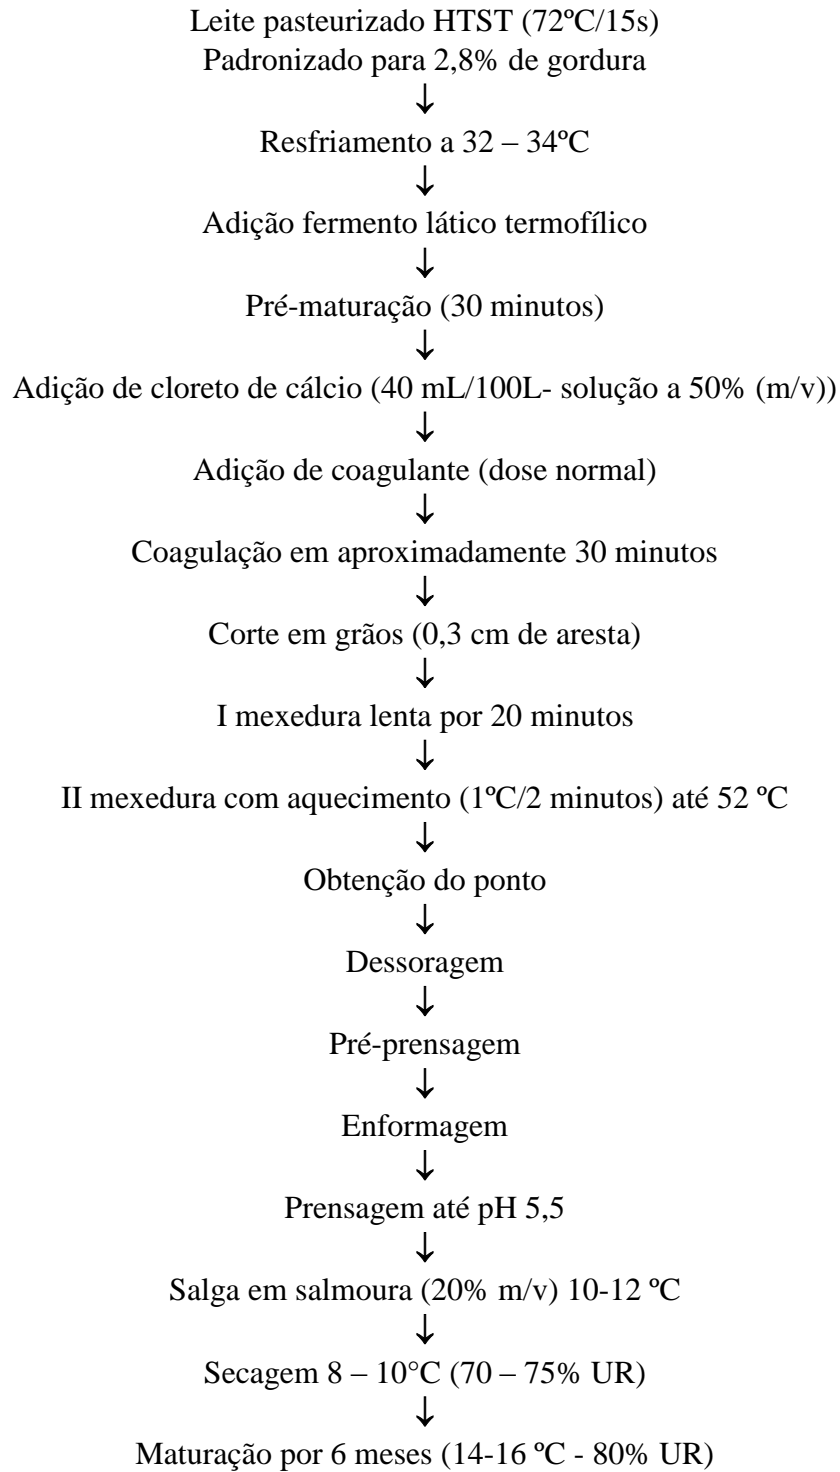 Leite pasteurizado HTST (72ºC/15s)
Padronizado para 2,8% de gordura
↓
Resfriamento a 32 – 34ºC
↓
Adição fermento lático termofílico
↓
Pré-maturação (30 minutos)
↓
Adição de cloreto de cálcio (40 mL/100L- solução a 50% (m/v))
↓
Adição de coagulante (dose normal)
↓
Coagulação em aproximadamente 30 minutos
↓
Corte em grãos (0,3 cm de aresta)
↓
I mexedura lenta por 20 minutos
↓
II mexedura com aquecimento (1ºC/2 minutos) até 52 ºC
↓
Obtenção do ponto
↓
Dessoragem
↓
Pré-prensagem
↓
Enformagem
↓
Prensagem até pH 5,5
↓
Salga em salmoura (20% m/v) 10-12 ºC
↓
Secagem 8 – 10°C (70 – 75% UR)
↓
Maturação por 6 meses (14-16 ºC - 80% UR)